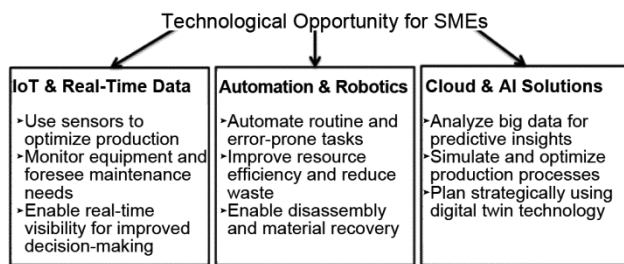 Technological Opportunity for SMEs
IoT & Real-Time Data
➤Use sensors to
optimize production
➤Monitor equipment and
foresee maintenance
needs
➤Enable real-time
visibility for improved
decision-making
Automation & Robotics
➤Automate routine and
error-prone tasks
➤Improve resource
efficiency and reduce
waste
➤Enable disassembly
and material recovery
Cloud & AI Solutions
➤Analyze big data for
predictive insights
➤Simulate and optimize
production processes
➤Plan strategically using
digital twin technology